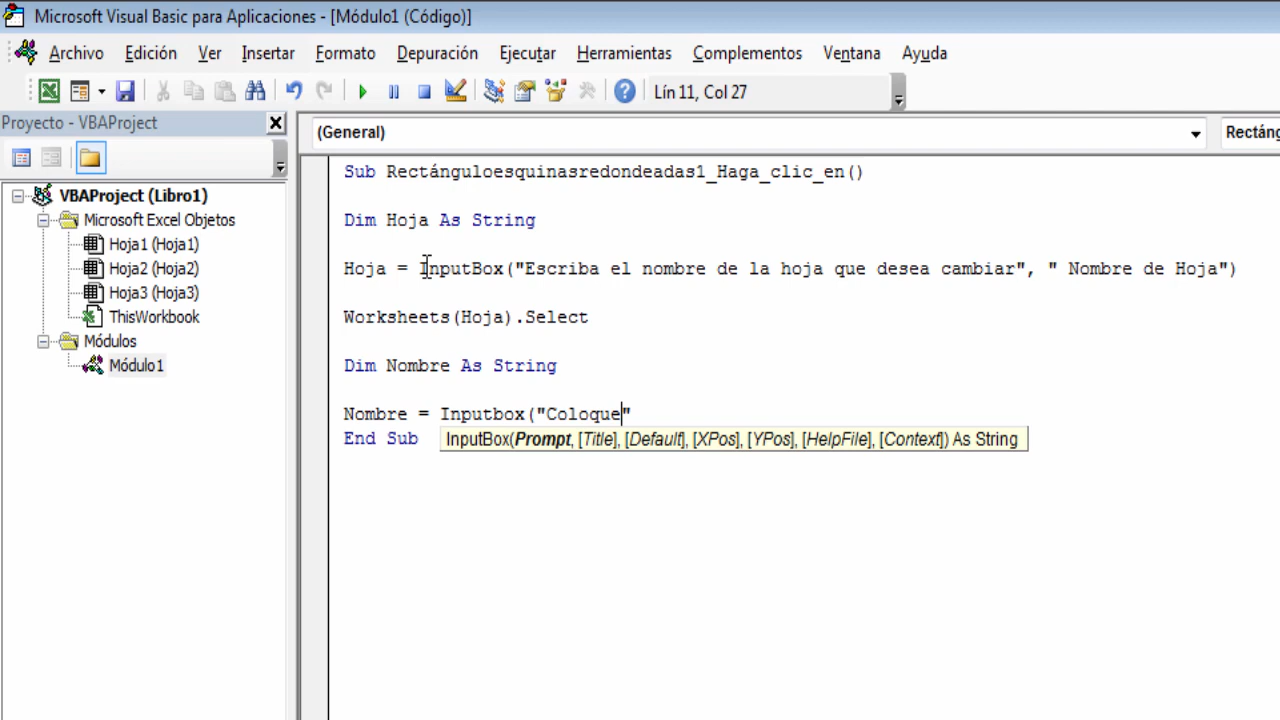 Microsoft Visual Basic para Aplicaciones - [Módulo1 (Código)]
Archivo Edición Ver Insertar Formato Depuración Ejecutar Herramientas Complementos Ventana Ayuda
Lín 11, Col 27
Proyecto - VBAProject
(General)
VBAProject (Libro1)
Microsoft Excel Objetos
Hoja1 (Hoja1)
Hoja2 (Hoja2)
Hoja3 (Hoja3)
ThisWorkbook
Módulos
Módulo1
Sub Rectánguloesquinasredondeadas1_Haga_clic_en()
Dim Hoja As String
Hoja = InputBox("Escriba el nombre de la hoja que desea cambiar", " Nombre de Hoja")
Worksheets(Hoja).Select
Dim Nombre As String
Nombre = Inputbox("Coloque"
End Sub
InputBox(Prompt, [Title], [Default], [XPos], [YPos], [HelpFile], [Context]) As String